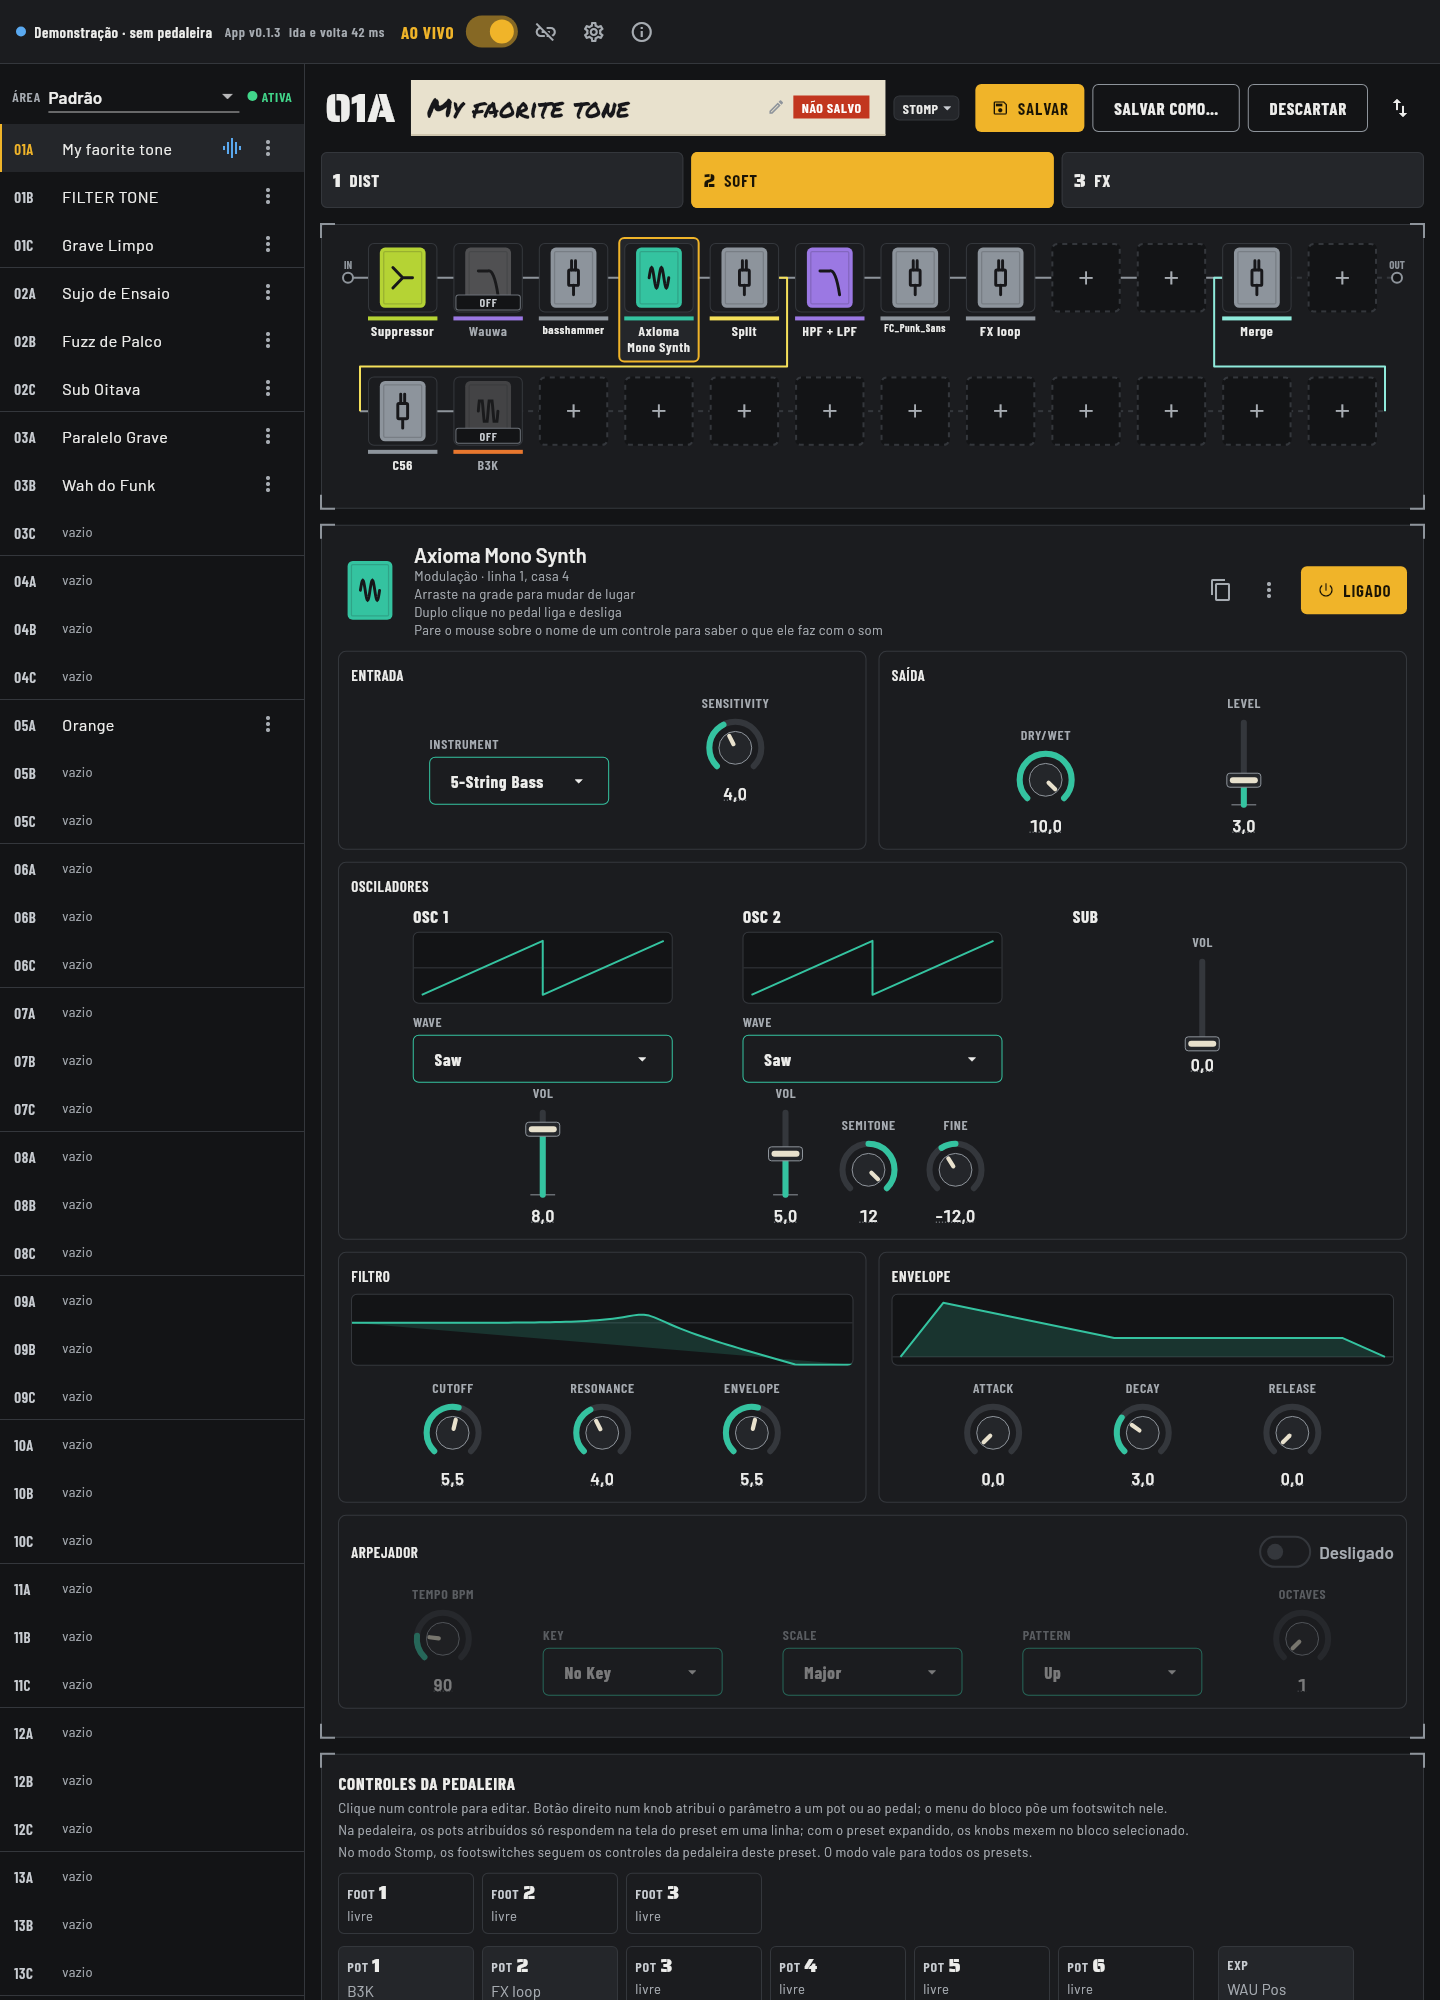 Demonstração · sem pedaleira App v0.1.3 Ida e volta 42 ms AO VIVO
ÁREA Padrão ATIVA
01A My faorite tone
01B FILTER TONE
01C Grave Limpo
02A Sujo de Ensaio
02B Fuzz de Palco
02C Sub Oitava
03A Paralelo Grave
03B Wah do Funk
03C vazio
04A vazio
04B vazio
04C vazio
05A Orange
05B vazio
05C vazio
06A vazio
06B vazio
06C vazio
07A vazio
07B vazio
07C vazio
08A vazio
08B vazio
08C vazio
09A vazio
09B vazio
09C vazio
10A vazio
10B vazio
10C vazio
11A vazio
11B vazio
11C vazio
12A vazio
12B vazio
12C vazio
13A vazio
13B vazio
13C vazio
01A My faorite tone NÃO SALVO STOMP SALVAR SALVAR COMO... DESCARTAR
1 DIST 2 SOFT 3 FX
IN OUT
OFF
Suppressor Wauwa basshammer Axioma Mono Synth Split HPF + LPF FC_Punk_Sans FX loop Merge
OFF
C56 B3K
Axioma Mono Synth
Modulação · linha 1, casa 4
Arraste na grade para mudar de lugar
Duplo clique no pedal liga e desliga
Pare o mouse sobre o nome de um controle para saber o que ele faz com o som
LIGADO
ENTRADA
SENSITIVITY
INSTRUMENT
5-String Bass
4,0
SAÍDA
LEVEL
DRY/WET
10,0 3,0
OSCILADORES
OSC 1 OSC 2 SUB
VOL
WAVE WAVE
Saw Saw
0,0
VOL VOL
SEMITONE FINE
8,0 5,0 12 -12,0
FILTRO
CUTOFF RESONANCE ENVELOPE
5,5 4,0 5,5
ENVELOPE
ATTACK DECAY RELEASE
0,0 3,0 0,0
ARPEJADOR Desligado
TEMPO BPM OCTAVES
KEY SCALE PATTERN
No Key Major Up
90 1
CONTROLES DA PEDALEIRA
Clique num controle para editar. Botão direito num knob atribui o parâmetro a um pot ou ao pedal; o menu do bloco põe um footswitch nele.
Na pedaleira, os pots atribuídos só respondem na tela do preset em uma linha; com o preset expandido, os knobs mexem no bloco selecionado.
No modo Stomp, os footswitches seguem os controles da pedaleira deste preset. O modo vale para todos os presets.
FOOT 1 FOOT 2 FOOT 3
livre livre livre
POT 1 POT 2 POT 3 POT 4 POT 5 POT 6 EXP
B3K FX loop livre livre livre livre WAU Pos